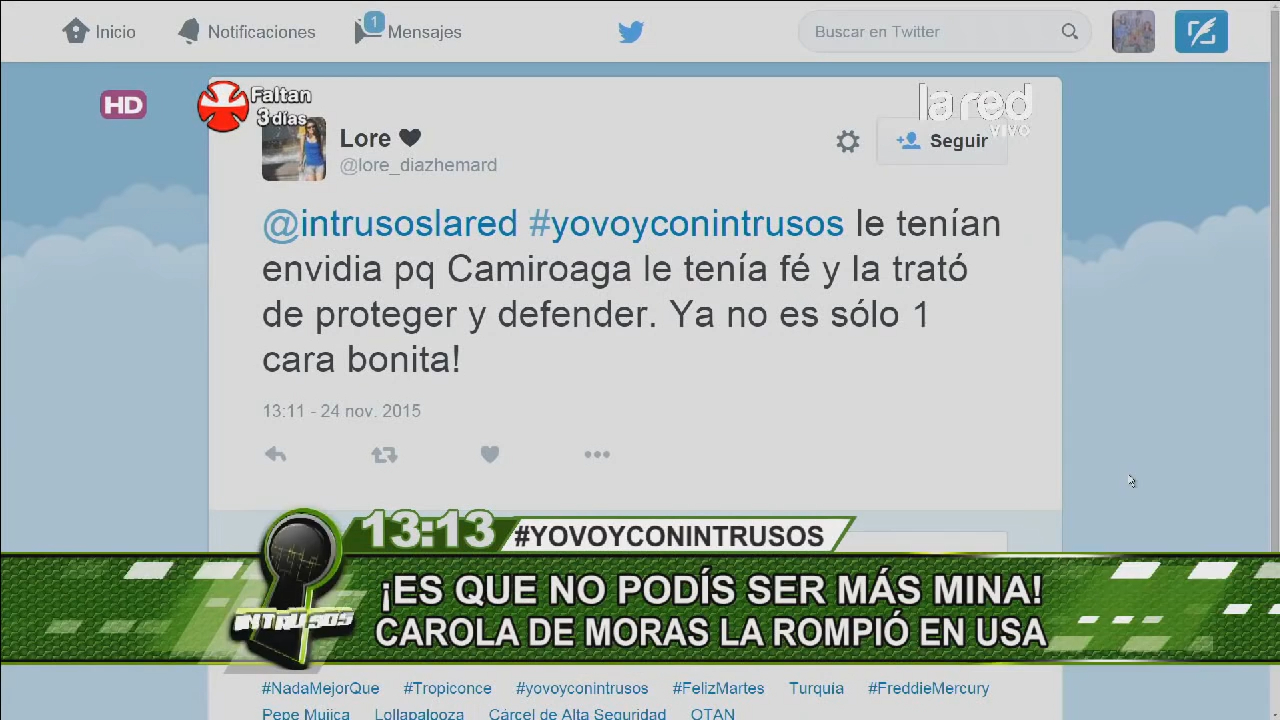 Inicio
Notificaciones
1
Mensajes
Buscar en Twitter
HD
Faltan
3 días
la red
VIVO
Lore
@lore_diazhemard
Seguir
@intrusoslared #yovoyconintrusos le tenían
envidia pq Camiroaga le tenía fé y la trató
de proteger y defender. Ya no es sólo 1
cara bonita!
13:11 - 24 nov. 2015
13:13
#YOVOYCONINTRUSOS
¡ES QUE NO PODÍS SER MÁS MINA!
INTRUSOS
CAROLA DE MORAS LA ROMPIÓ EN USA
#NadaMejorQue #Tropiconce #yovoyconintrusos #FelizMartes Turquía #FreddieMercury
Pepe Mujica Lollapalooza Cárcel de Alta Seguridad OTAN